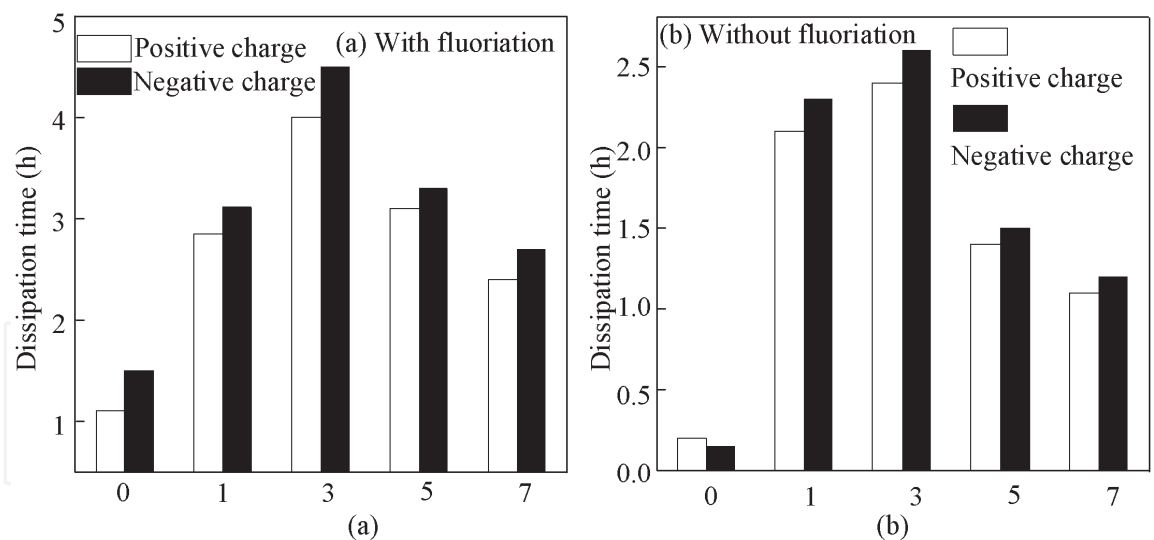 5
4
3
2
1
Dissipation time (h)
Positive charge
Negative charge
(a) With fluoriation
0 1 3 5 7
(a)
2.5
2.0
1.5
1.0
0.5
0.0
Dissipation time (h)
(b) Without fluoriation
Positive charge
Negative charge
0 1 3 5 7
(b)